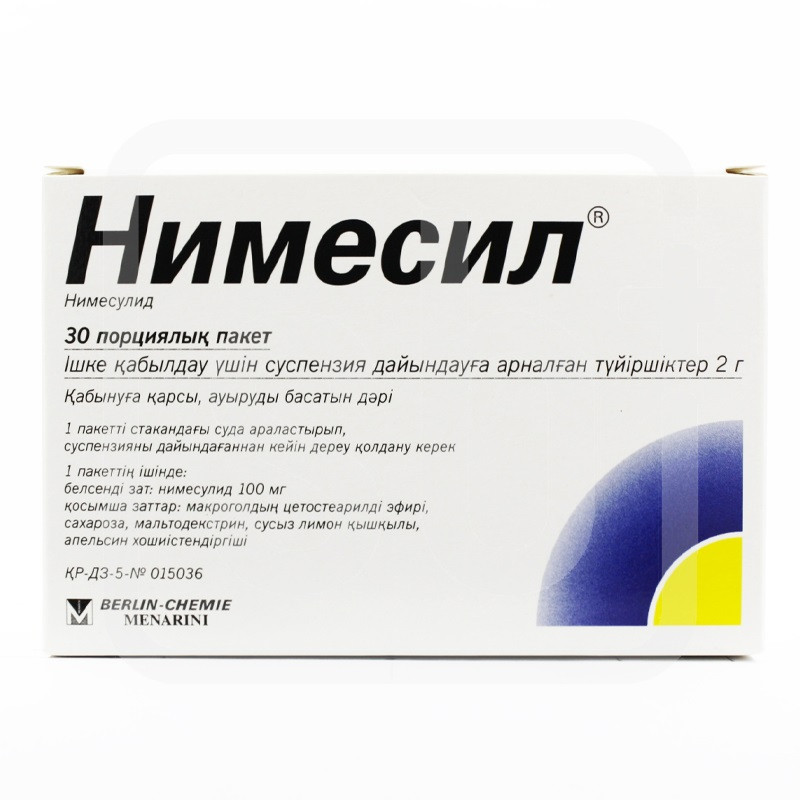 Нимесил®
Нимесулид
30 порциялық пакет
Ішке қабылдау үшін суспензия дайындауға арналған түйіршіктер 2 г
Қабынуға қарсы, ауыруды басатын дәрі
1 пакетті стакандағы суда араластырып,
суспензияны дайындағаннан кейін дереу қолдану керек
1 пакеттің ішінде:
белсенді зат: нимесулид 100 мг
қосымша заттар: макроголдың цетостеарилді эфирі,
сахароза, мальтодекстрин, сусыз лимон қышқылы,
апельсин хошиістендіргіші
ҚР-ДЗ-5-№ 015036
BERLIN-CHEMIE
MENARINI